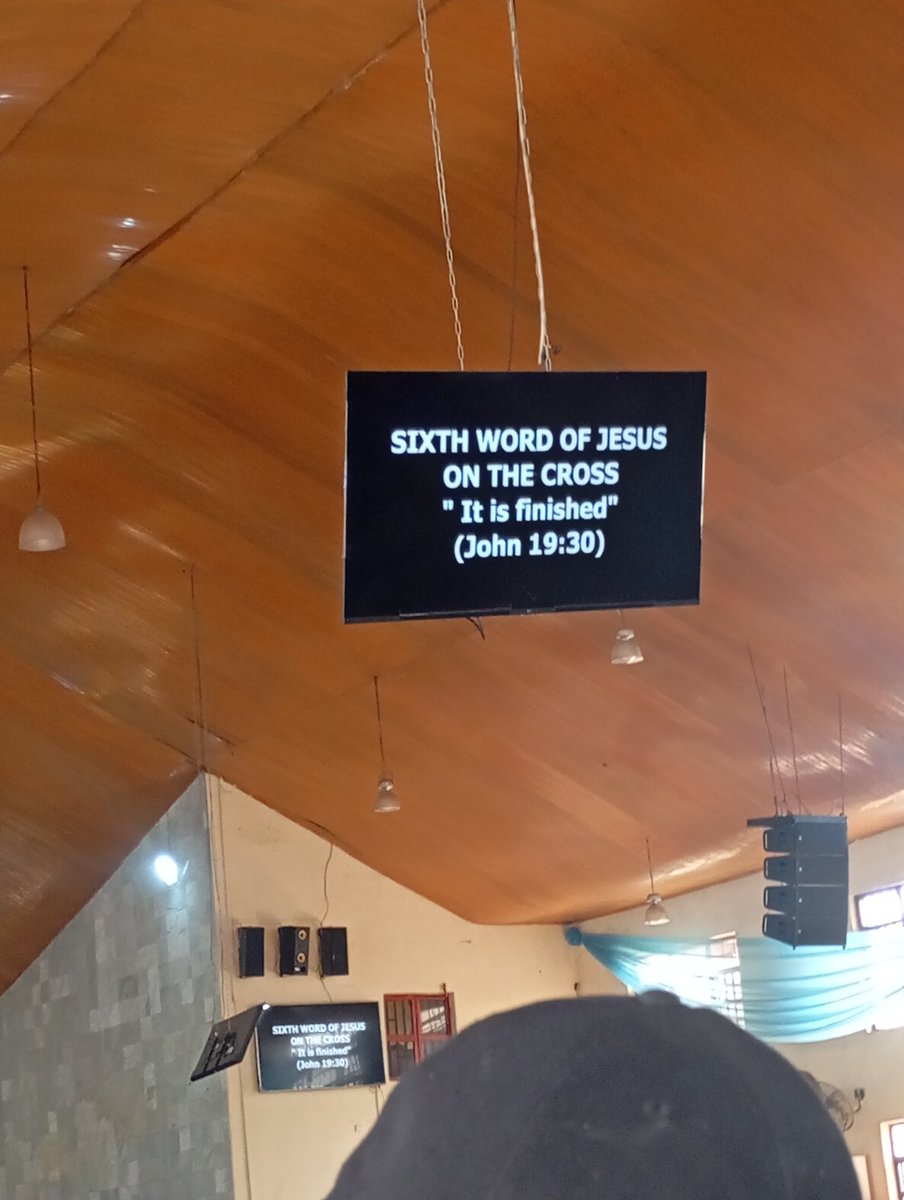 SIXTH WORD OF JESUS
ON THE CROSS
" It is finished"
(John 19:30)
SIXTH WORD OF JESUS
ON THE CROSS
" It is finished"
(John 19:30)